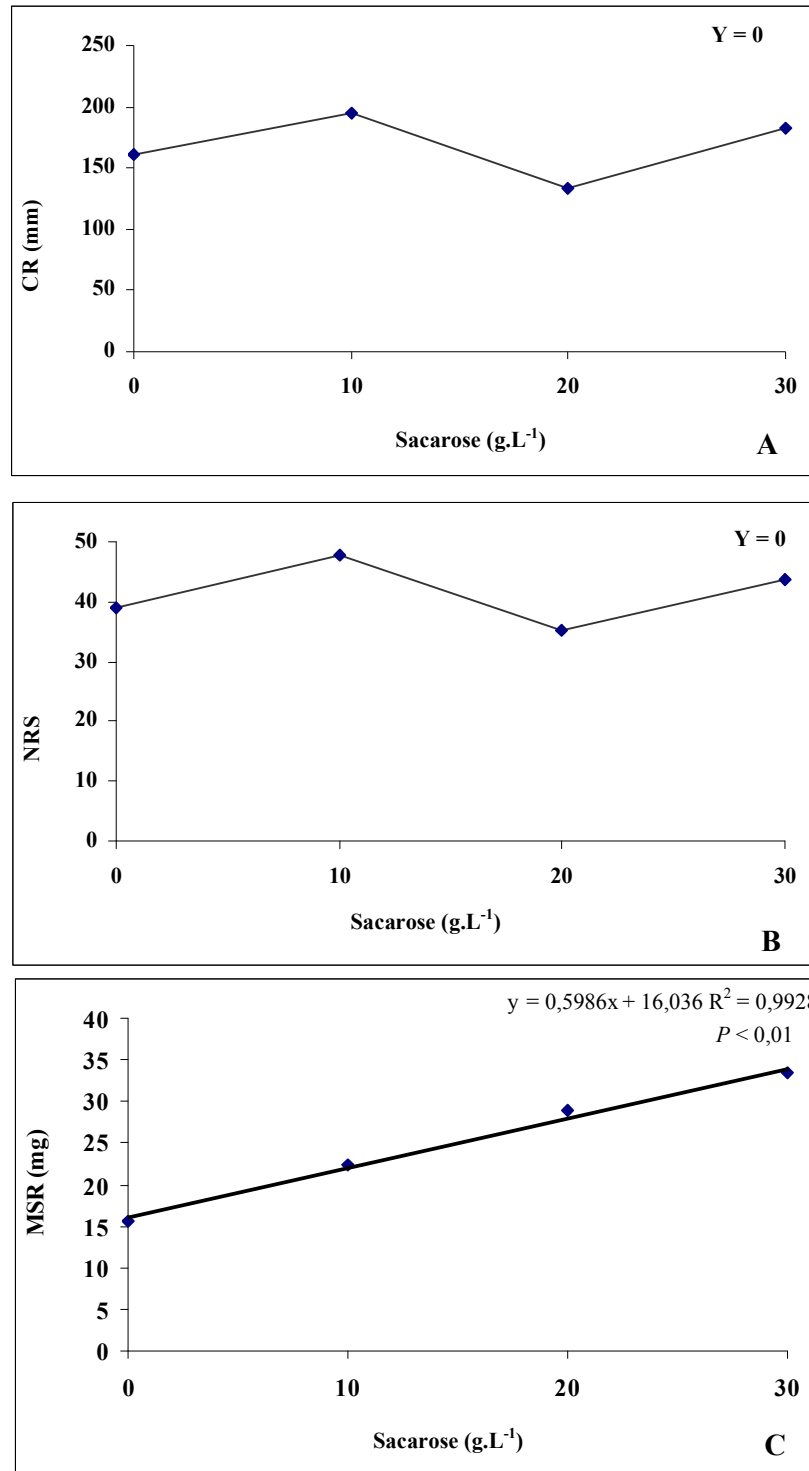 Y = 0
250
200
150
100
50
0
CR (mm)
0 10 20 30
Sacarose (g.L⁻¹)
A
Y = 0
50
40
30
20
10
0
NRS
0 10 20 30
Sacarose (g.L⁻¹)
B
y = 0,5986x + 16,036 R² = 0,9928
P < 0,01
40
35
30
25
20
15
10
5
0
MSR (mg)
0 10 20 30
Sacarose (g.L⁻¹)
C